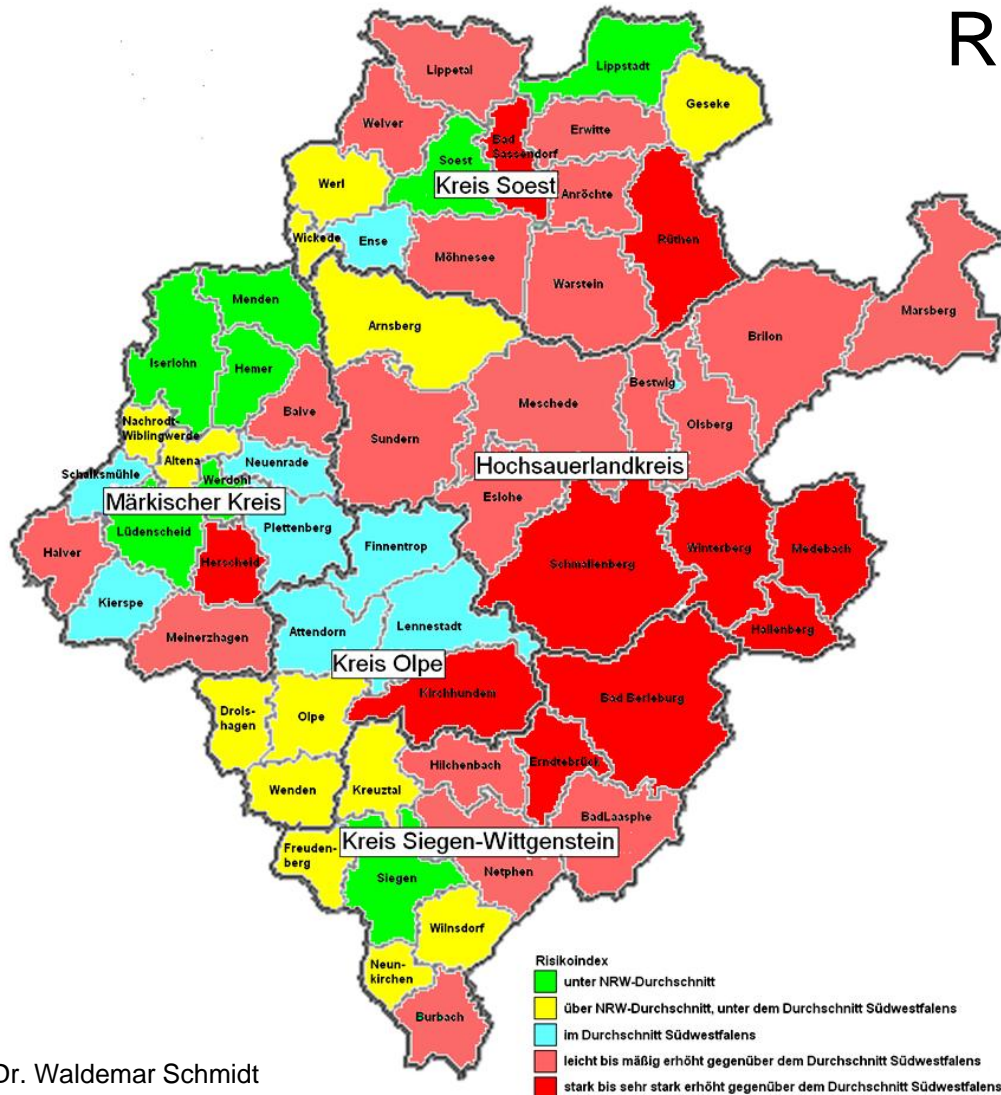 R
Lippetal
Lippstadt
Geseke
Welver
Erwitte
Bad
Sassendorf
Soest
Werl
Kreis Soest
Anröchte
Wickede
Ense
Möhnesee
Rüthen
Warstein
Menden
Arnsberg
Marsberg
Brilon
Iserlohn
Hemer
Bestwig
Balve
Meschede
Olsberg
Nachrodt-
Wiblingwerde
Sundern
Altena
Neuenrade
Hochsauerlandkreis
Schalksmühle
Werdohl
Märkischer Kreis
Eslohe
Lüdenscheid
Plettenberg
Finnentrop
Halver
Herscheid
Schmallenberg
Winterberg
Medebach
Kierspe
Lennestadt
Hallenberg
Meinerzhagen
Attendorn
Kreis Olpe
Kirchhundem
Bad Berleburg
Drols-
hagen
Olpe
Hilchenbach
Erndtebrück
Wenden
Kreuztal
BadLaasphe
Kreis Siegen-Wittgenstein
Freuden-
berg
Siegen
Netphen
Wilnsdorf
Neun-
kirchen
Burbach
Risikoindex
unter NRW-Durchschnitt
über NRW-Durchschnitt, unter dem Durchschnitt Südwestfalens
im Durchschnitt Südwestfalens
leicht bis mäßig erhöht gegenüber dem Durchschnitt Südwestfalens
stark bis sehr stark erhöht gegenüber dem Durchschnitt Südwestfalens
Dr. Waldemar Schmidt